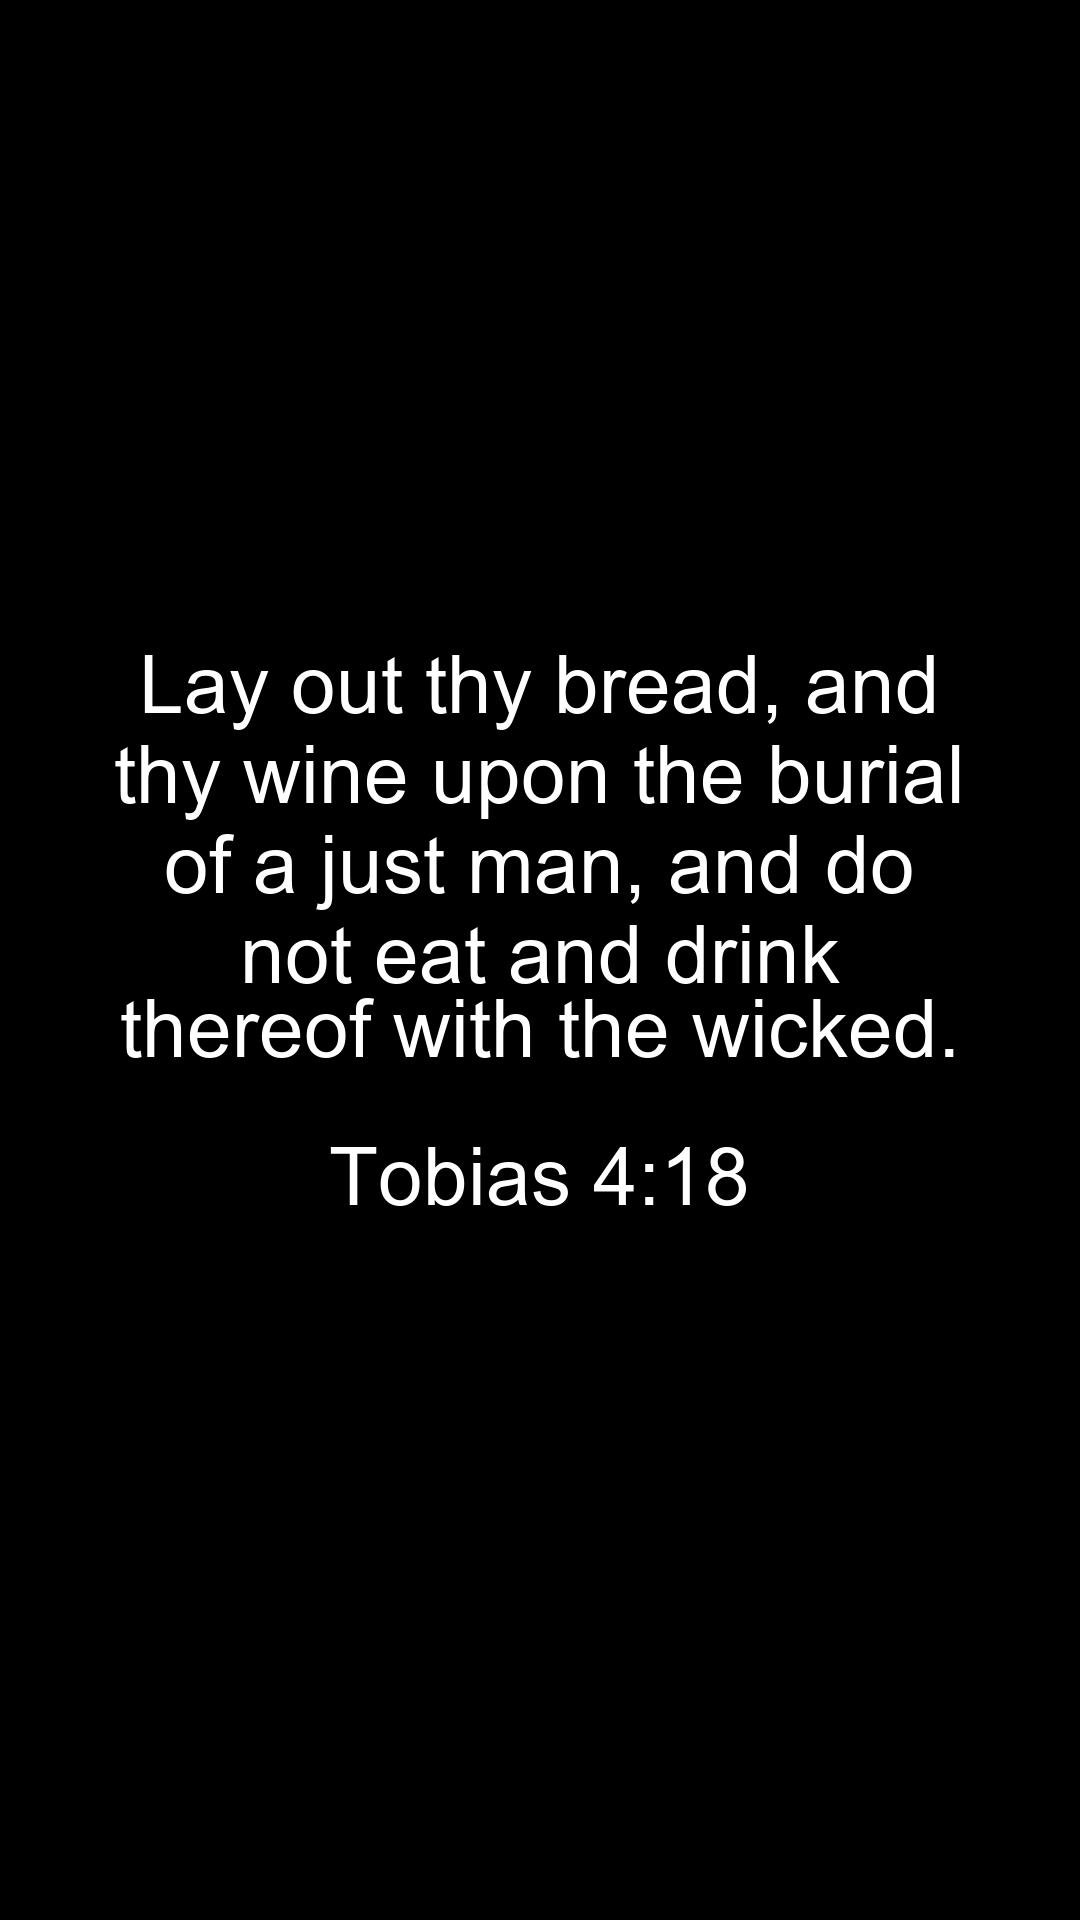 Lay out thy bread, and
thy wine upon the burial
of a just man, and do
not eat and drink
thereof with the wicked.
Tobias 4:18